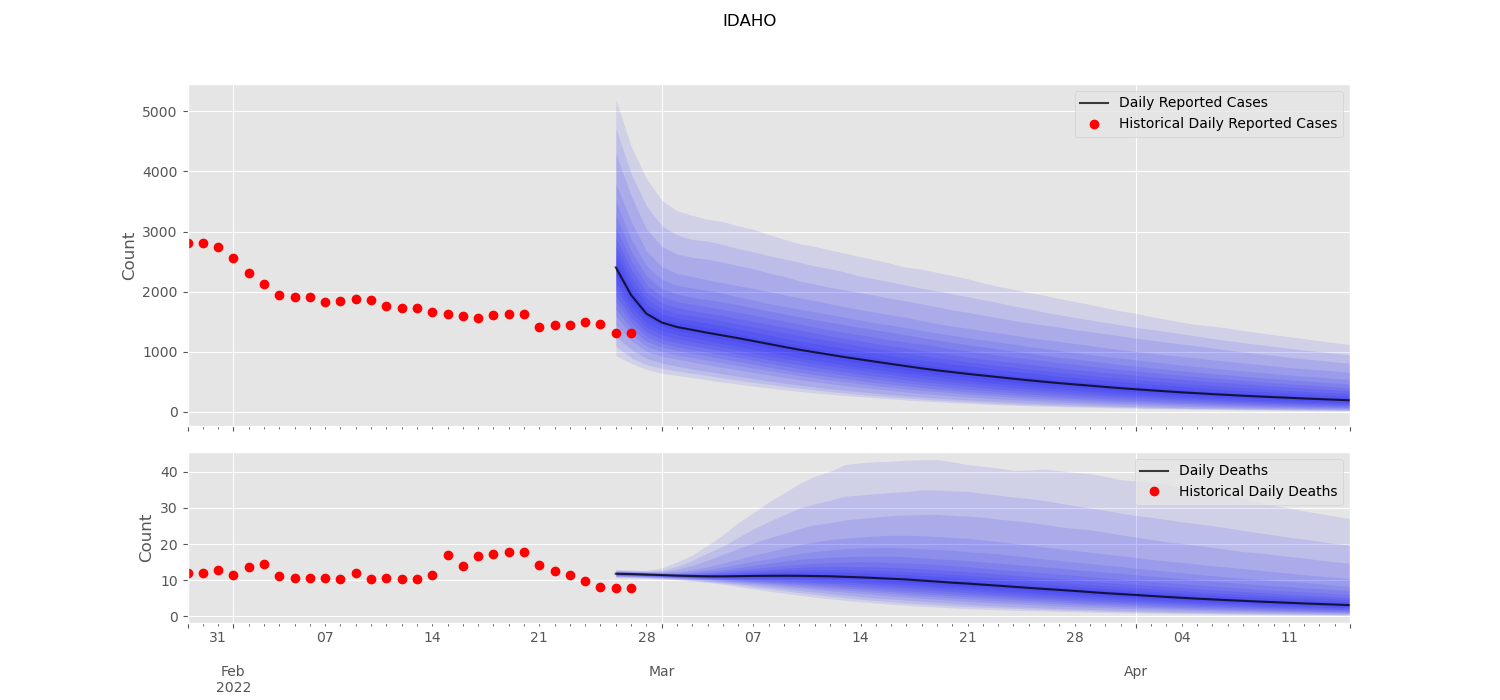 IDAHO
5000
4000
3000
2000
1000
0
Count
Daily Reported Cases
Historical Daily Reported Cases
40
30
20
10
0
Count
Daily Deaths
Historical Daily Deaths
31 07 14 21 28 07 14 21 28 04 11
Feb Mar Apr
2022